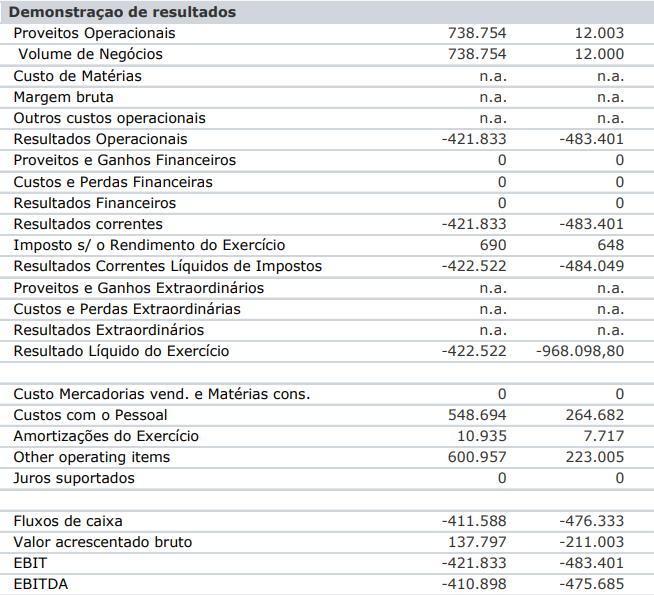 Demonstraçao de resultados
Proveitos Operacionais 738.754 12.003
Volume de Negócios 738.754 12.000
Custo de Matérias n.a. n.a.
Margem bruta n.a. n.a.
Outros custos operacionais n.a. n.a.
Resultados Operacionais -421.833 -483.401
Proveitos e Ganhos Financeiros 0 0
Custos e Perdas Financeiras 0 0
Resultados Financeiros 0 0
Resultados correntes -421.833 -483.401
Imposto s/ o Rendimento do Exercício 690 648
Resultados Correntes Líquidos de Impostos -422.522 -484.049
Proveitos e Ganhos Extraordinários n.a. n.a.
Custos e Perdas Extraordinárias n.a. n.a.
Resultados Extraordinários n.a. n.a.
Resultado Líquido do Exercício -422.522 -968.098,80
Custo Mercadorias vend. e Matérias cons. 0 0
Custos com o Pessoal 548.694 264.682
Amortizações do Exercício 10.935 7.717
Other operating items 600.957 223.005
Juros suportados 0 0
Fluxos de caixa -411.588 -476.333
Valor acrescentado bruto 137.797 -211.003
EBIT -421.833 -483.401
EBITDA -410.898 -475.685